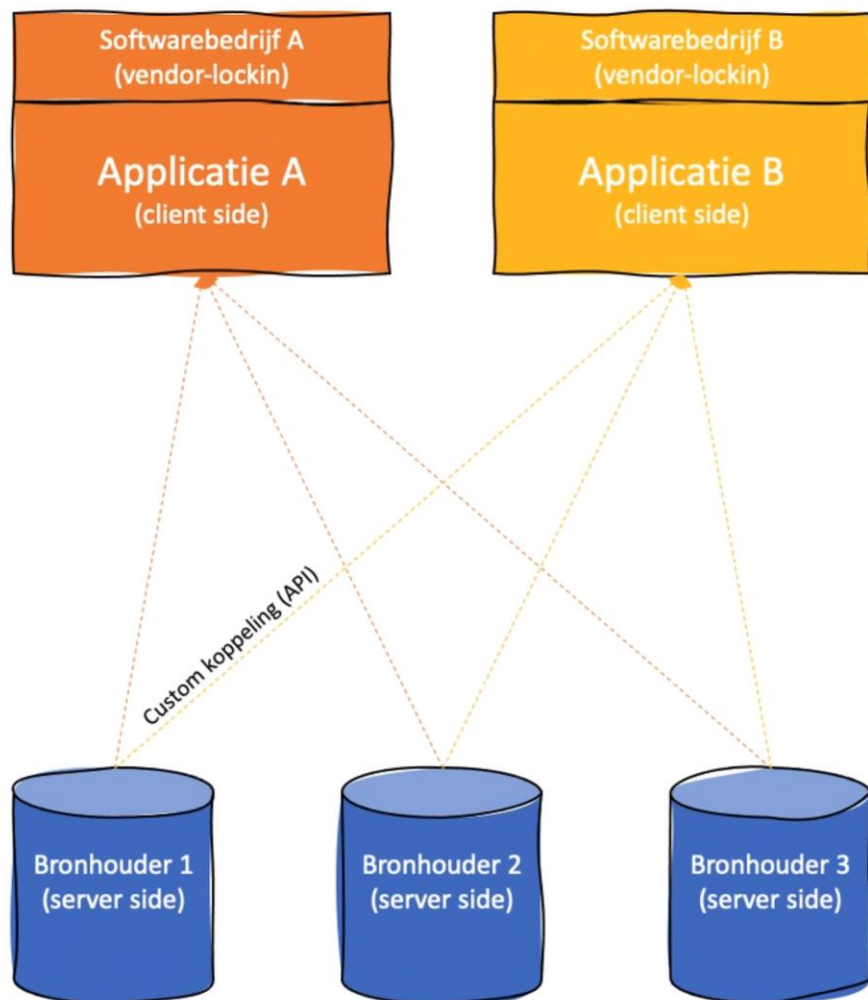 Softwarebedrijf A
(vendor-lockin)
Softwarebedrijf B
(vendor-lockin)
Applicatie A
(client side)
Applicatie B
(client side)
Custom koppeling (API)
Bronhouder 1
(server side)
Bronhouder 2
(server side)
Bronhouder 3
(server side)